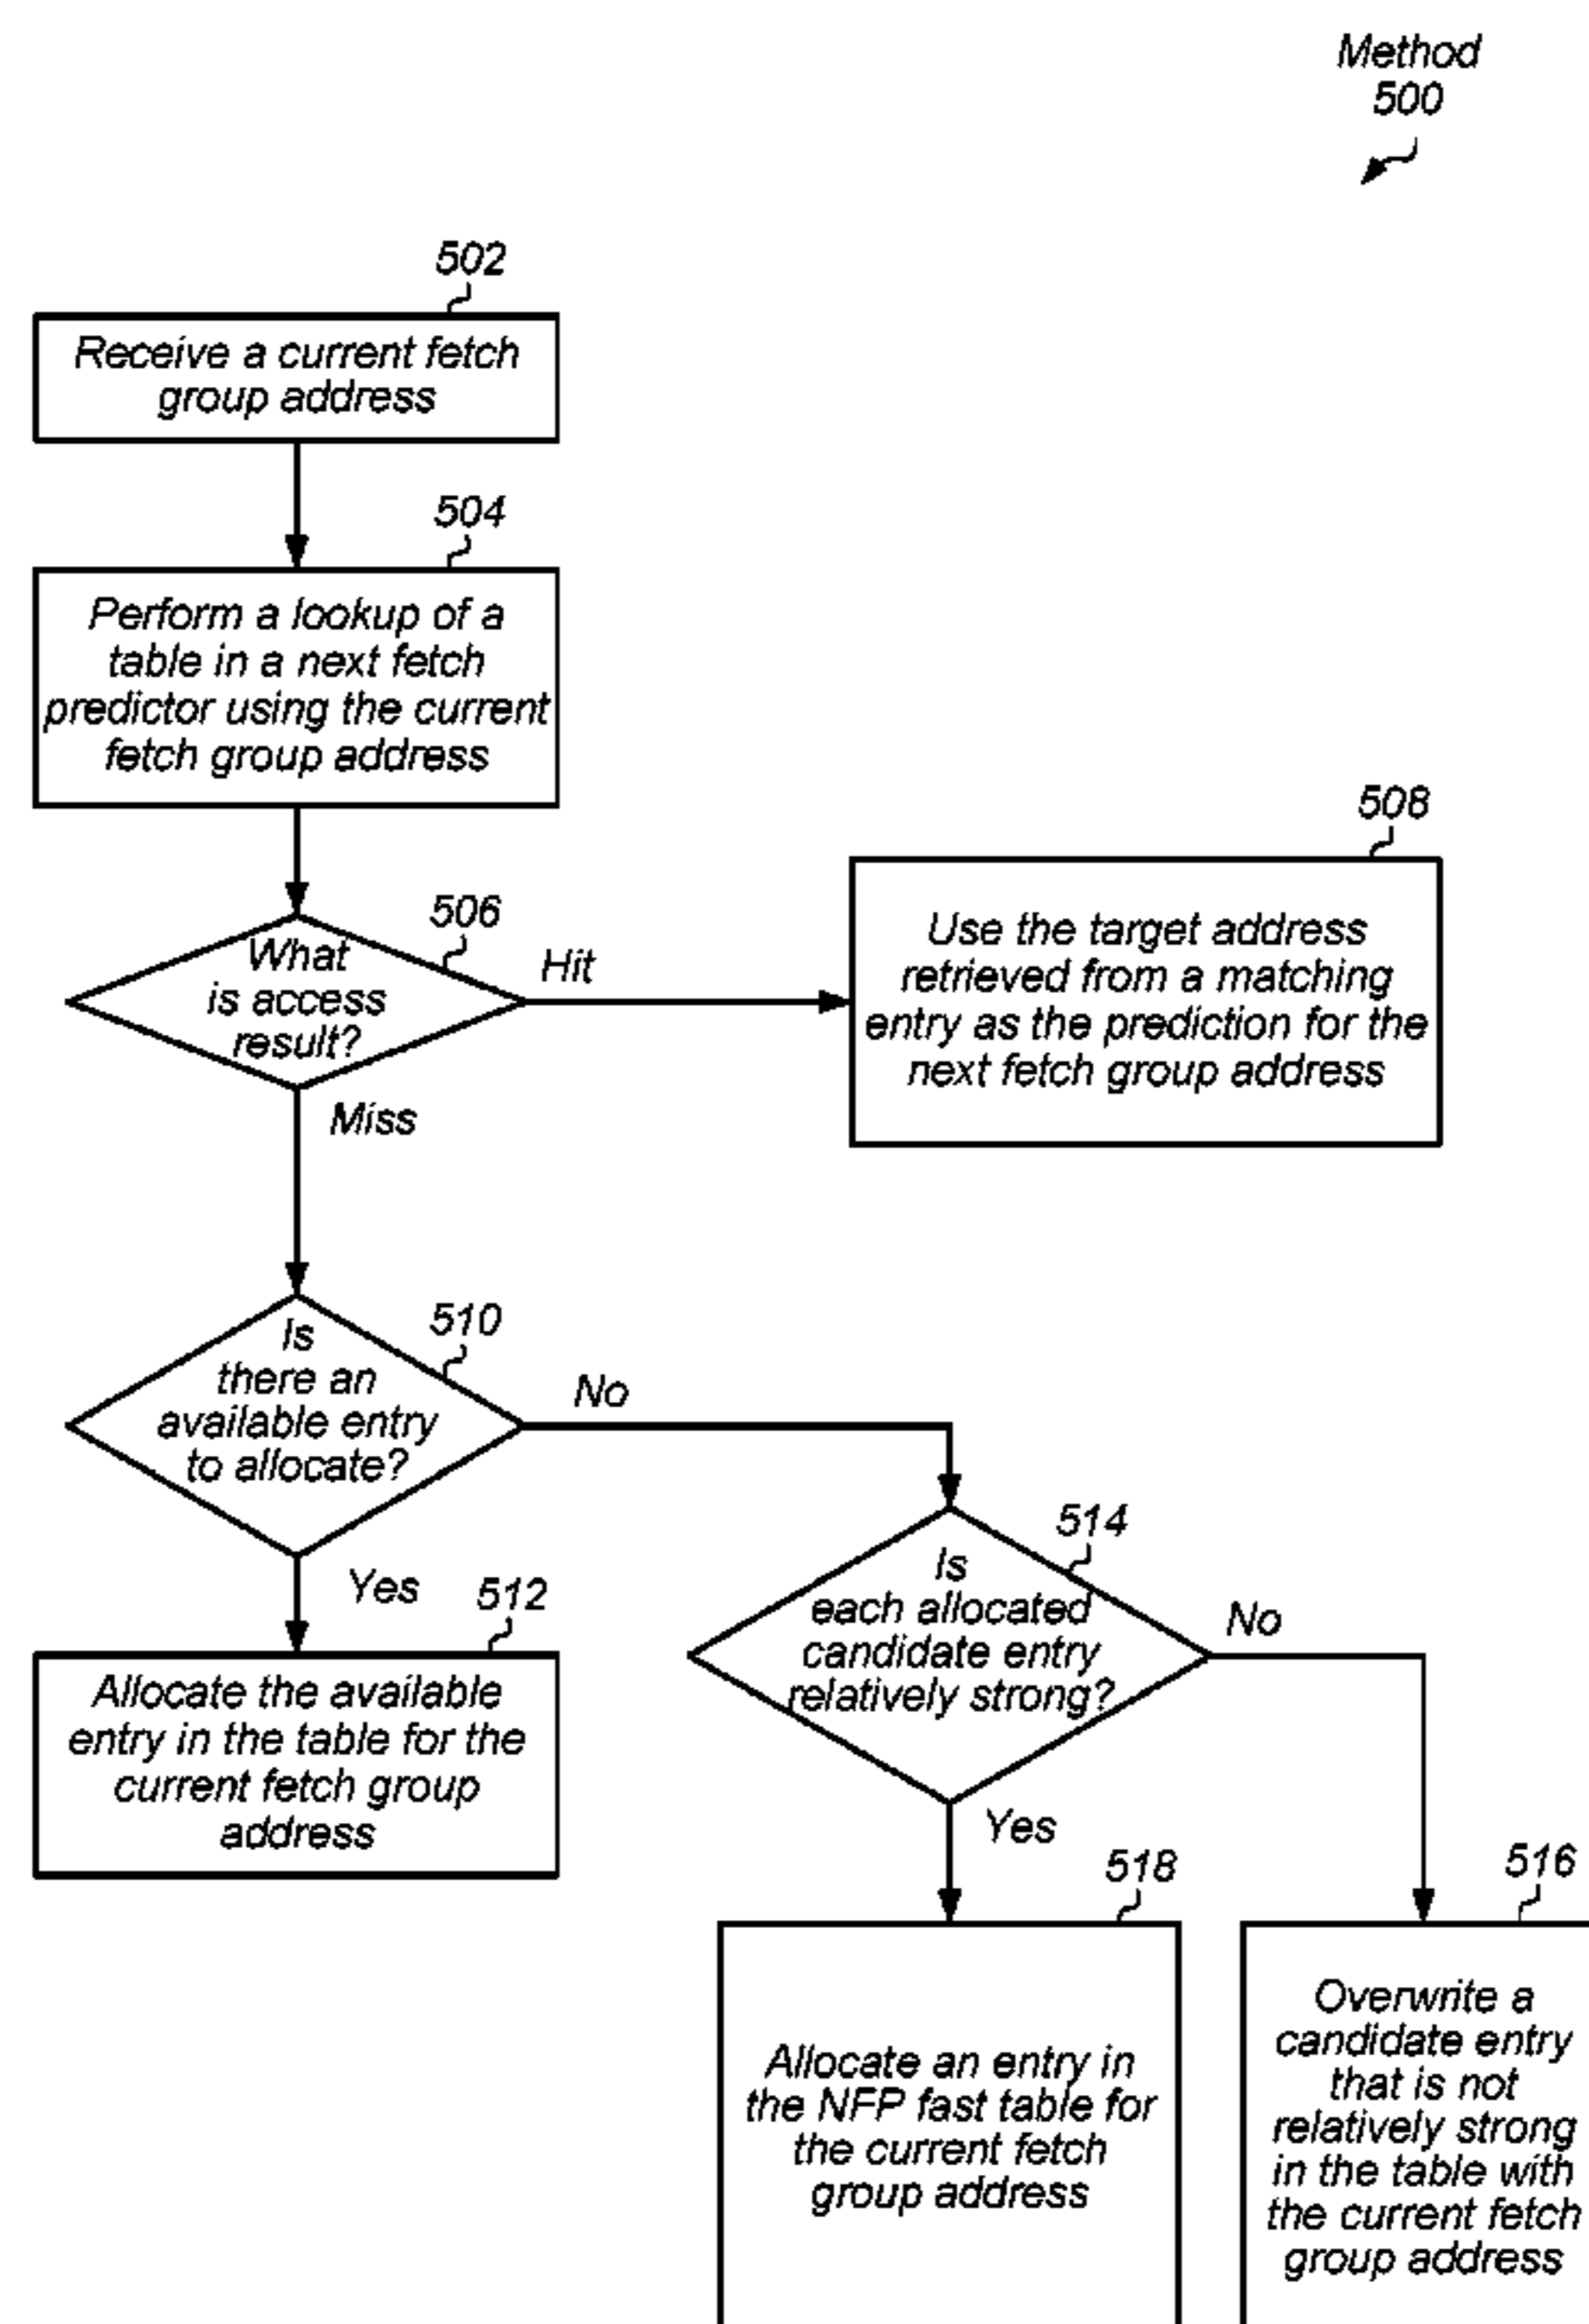 Method
500
502
Receive a current fetch
group address
504
Perform a lookup of a
table in a next fetch
predictor using the current
fetch group address
506
What
is access
result?
Hit
Miss
508
Use the target address
retrieved from a matching
entry as the prediction for the
next fetch group address
510
Is
there an
available entry
to allocate?
No
Yes
512
Allocate the available
entry in the table for the
current fetch group
address
514
Is
each allocated
candidate entry
relatively strong?
No
Yes
518
Allocate an entry in
the NFP fast table for
the current fetch
group address
516
Overwrite a
candidate entry
that is not
relatively strong
in the table with
the current fetch
group address